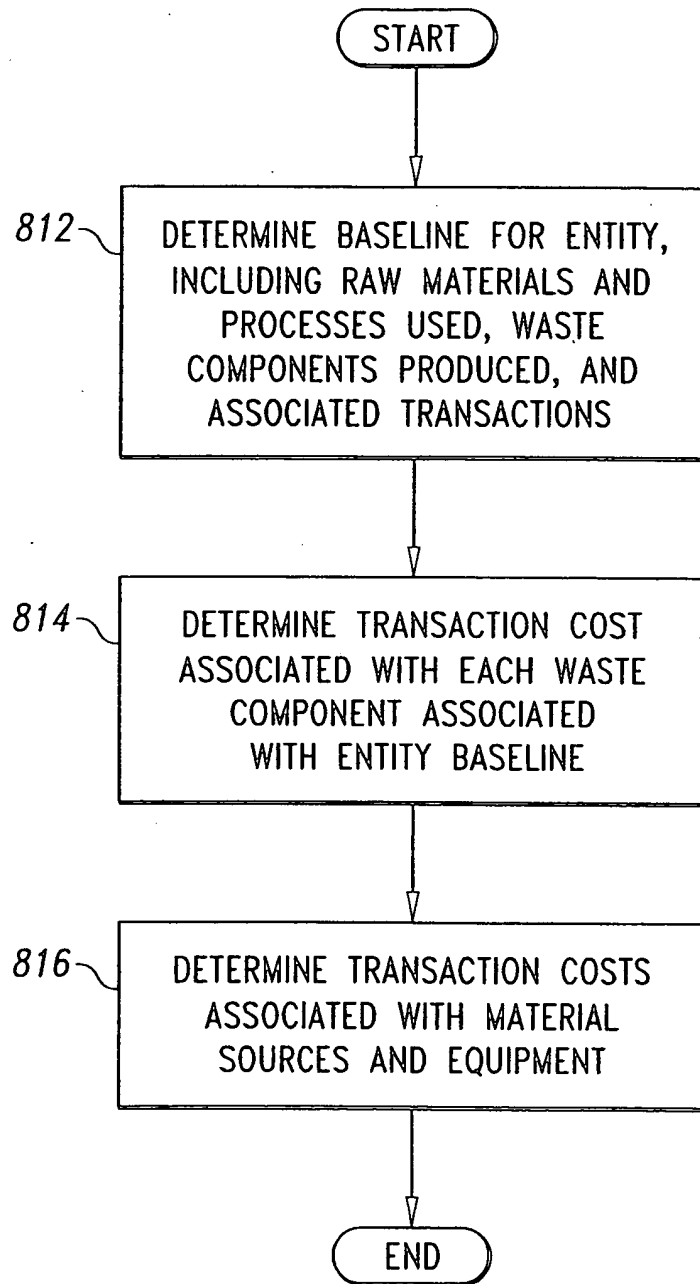 START
812
DETERMINE BASELINE FOR ENTITY,
INCLUDING RAW MATERIALS AND
PROCESSES USED, WASTE
COMPONENTS PRODUCED, AND
ASSOCIATED TRANSACTIONS
814
DETERMINE TRANSACTION COST
ASSOCIATED WITH EACH WASTE
COMPONENT ASSOCIATED
WITH ENTITY BASELINE
816
DETERMINE TRANSACTION COSTS
ASSOCIATED WITH MATERIAL
SOURCES AND EQUIPMENT
END